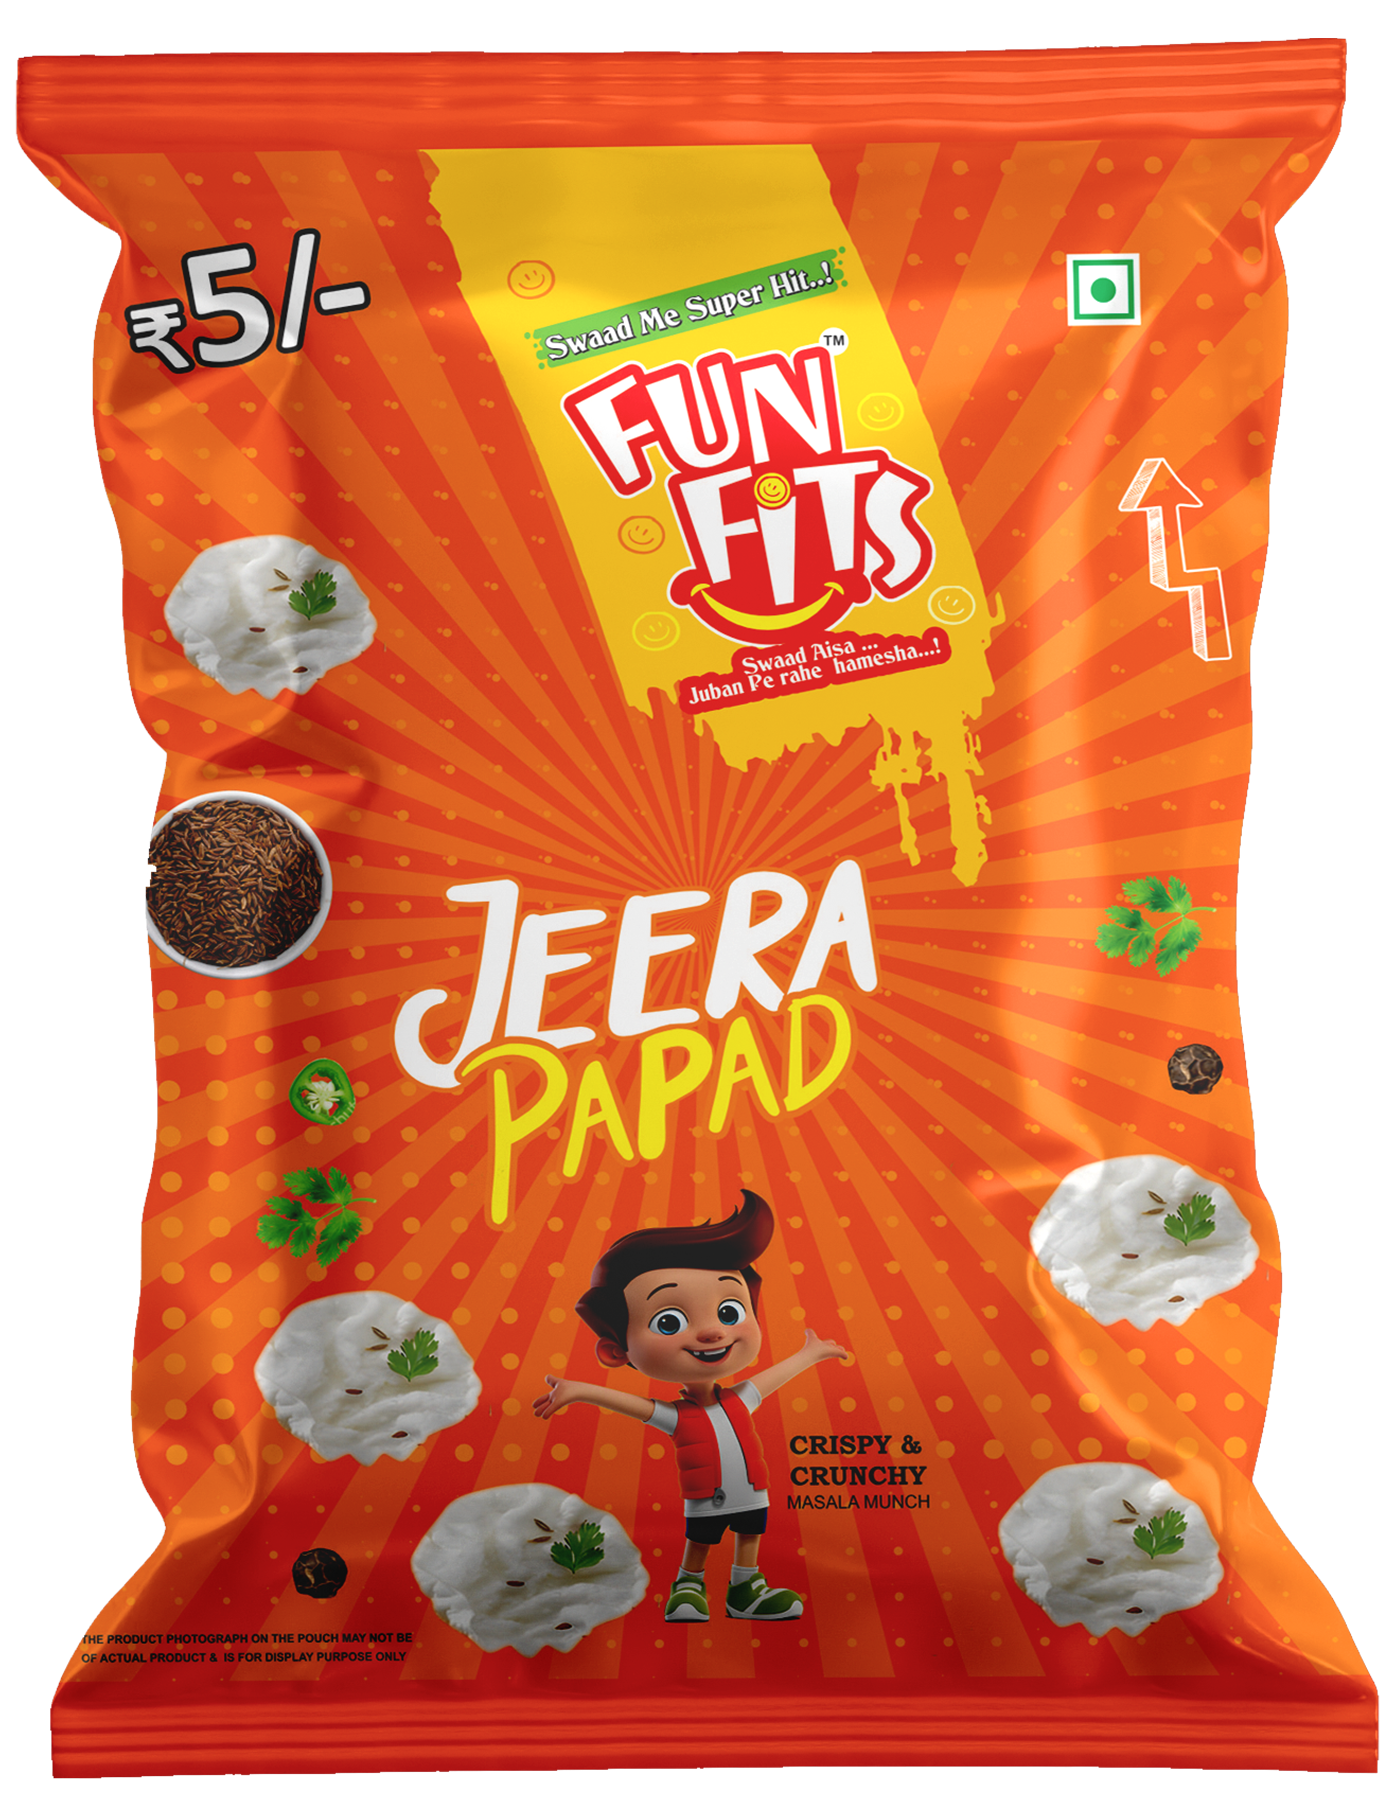 ₹5/-
Swaad Me Super Hit..!
FUN
TM
FiTS
Swaad Aisa ...
Juban Pe rahe hamesha...!
JEERA
PAPAD
CRISPY &
CRUNCHY
MASALA MUNCH
THE PRODUCT PHOTOGRAPH ON THE POUCH MAY NOT BE
OF ACTUAL PRODUCT & IS FOR DISPLAY PURPOSE ONLY